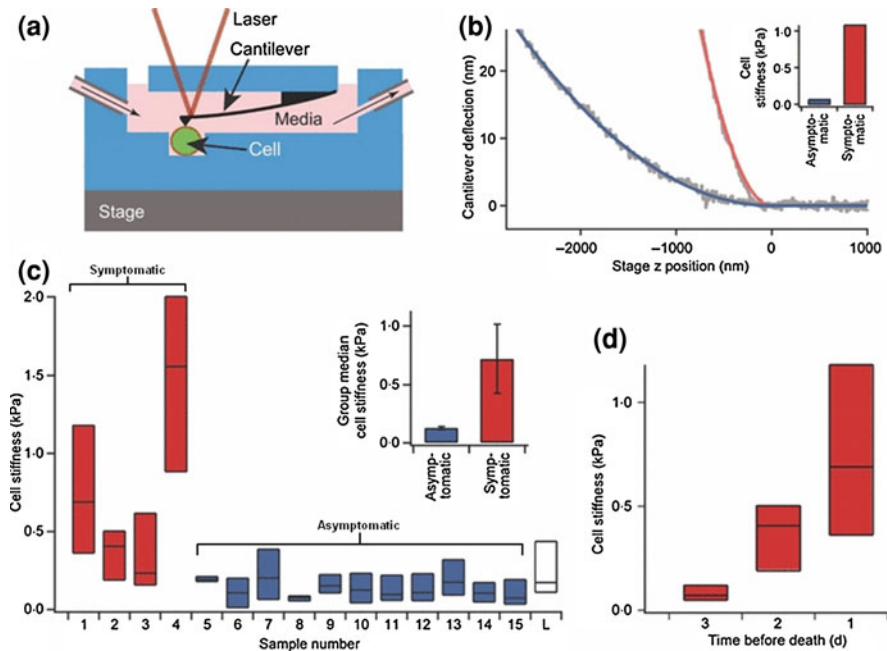 (a)
Laser
Cantilever
Media
Cell
Stage
(b)
Cantilever deflection (nm)
20
10
0
−2000
−1000
0
1000
Stage z position (nm)
Cell
stiffness (kPa)
1·0
0·5
0·0
Asympto-
matic
Sympto-
matic
(c)
Symptomatic
Cell stiffness (kPa)
2·0
1·5
1·0
0·5
0·0
Asymptomatic
1 2 3 4 5 6 7 8 9 10 11 12 13 14 15 L
Sample number
Group median
cell stiffness (kPa)
1·0
0·5
0·0
Asymp-
tomatic
Symp-
tomatic
(d)
Cell stiffness (kPa)
1·0
0·5
0·0
3 2 1
Time before death (d)